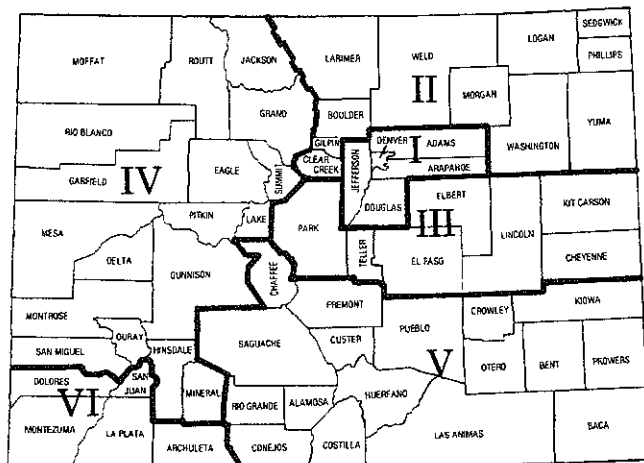 SEDGWICK
LOGAN
PHILLIPS
MOFFAT
ROUTT
JACKSON
LARIMER
WELD
II
MORGAN
GRAND
BOULDER
YUMA
WASHINGTON
RIO BLANCO
GILPIN
CLEAR
CREEK
JEFFERSON
DENVER
I
ADAMS
ARAPAHOE
EAGLE
SUMMIT
GARFIELD
IV
DOUGLAS
ELBERT
KIT CARSON
PITKIN
LAKE
PARK
III
LINCOLN
MESA
DELTA
GUNNISON
CHAFFEE
TELLER
EL PASO
CHEYENNE
MONTROSE
FREMONT
CROWLEY
KIOWA
OURAY
SAGUACHE
CUSTER
PUEBLO
V
SAN MIGUEL
HINSDALE
OTERO
BENT
PROWERS
DOLORES
SAN
JUAN
MINERAL
RIO GRANDE
ALAMOSA
HUERFANO
VI
MONTEZUMA
LA PLATA
ARCHULETA
CONEJOS
COSTILLA
LAS ANIMAS
BACA